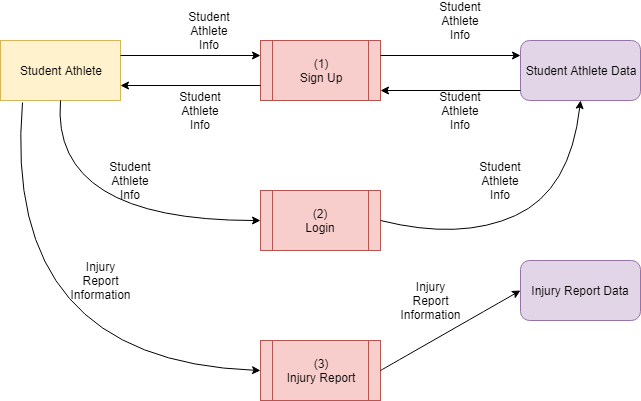 Student
Athlete
Info
Student
Athlete
Info
Student Athlete
(1)
Sign Up
Student Athlete Data
Student
Athlete
Info
Student
Athlete
Info
Student
Athlete
Info
Student
Athlete
Info
(2)
Login
Injury
Report
Information
Injury
Report
Information
Injury Report Data
(3)
Injury Report